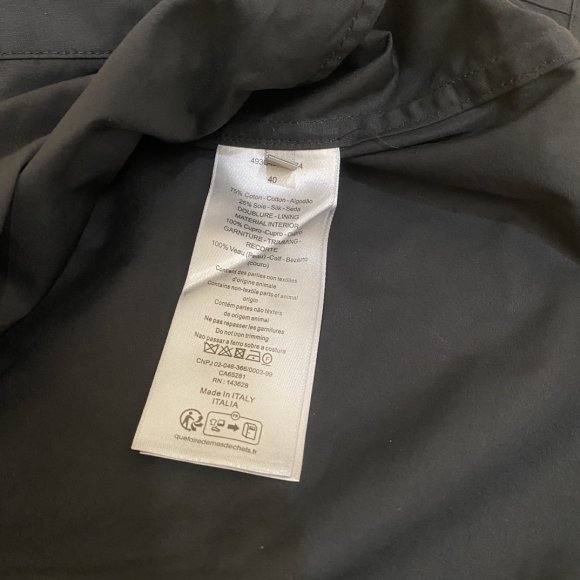 40
75% Coton - Cotton - Algodão
25% Soie - Silk - Seda
DOUBLURE - LINING
MATERIAL INTERIOR
100% Cupro - Cupro - Cupro
GARNITURE - TRIMMING -
RECORTE
100% Veau (Peau) - Calf - Bezerro
(couro)
Contient des parties non textiles
d'origine animale
Contains non-textile parts of animal
origin
Contém partes não têxteis
de origem animal
Ne pas repasser les garnitures
Do not iron trimming
Não passar a ferro sobre a costura
CNPJ 02-048-366/0003-99
CA65281
RN : 143628
Made in ITALY
ITALIA
FR
quefairedemesdechets.fr